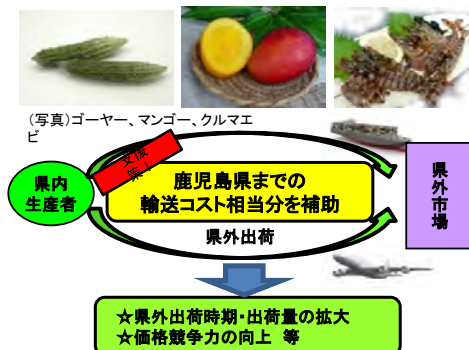 (写真)ゴーヤー、マンゴー、クルマエ
ビ
支援
策！
県内
生産者
鹿児島県までの
輸送コスト相当分を補助
県外出荷
県外市場
☆県外出荷時期・出荷量の拡大
☆価格競争力の向上 等